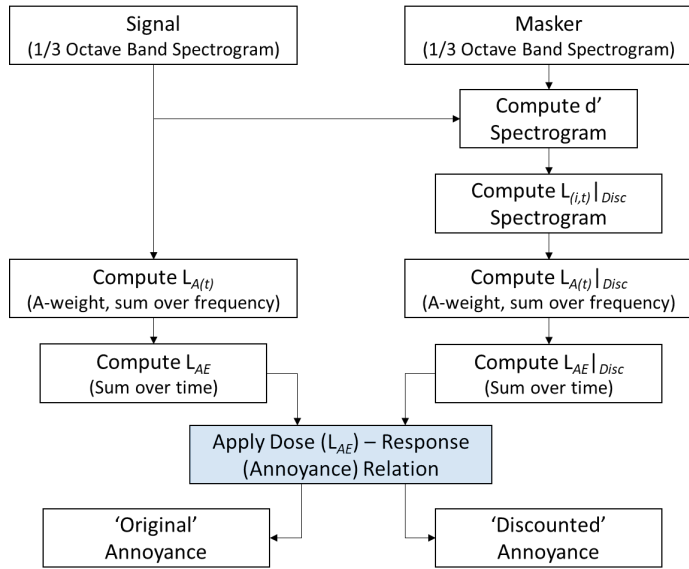 Signal
(1/3 Octave Band Spectrogram)
Masker
(1/3 Octave Band Spectrogram)
Compute d'
Spectrogram
Compute L(i,t)|Disc
Spectrogram
Compute LA(t)
(A-weight, sum over frequency)
Compute LA(t)|Disc
(A-weight, sum over frequency)
Compute LAE
(Sum over time)
Compute LAE|Disc
(Sum over time)
Apply Dose (LAE) – Response
(Annoyance) Relation
‘Original’
Annoyance
‘Discounted’
Annoyance